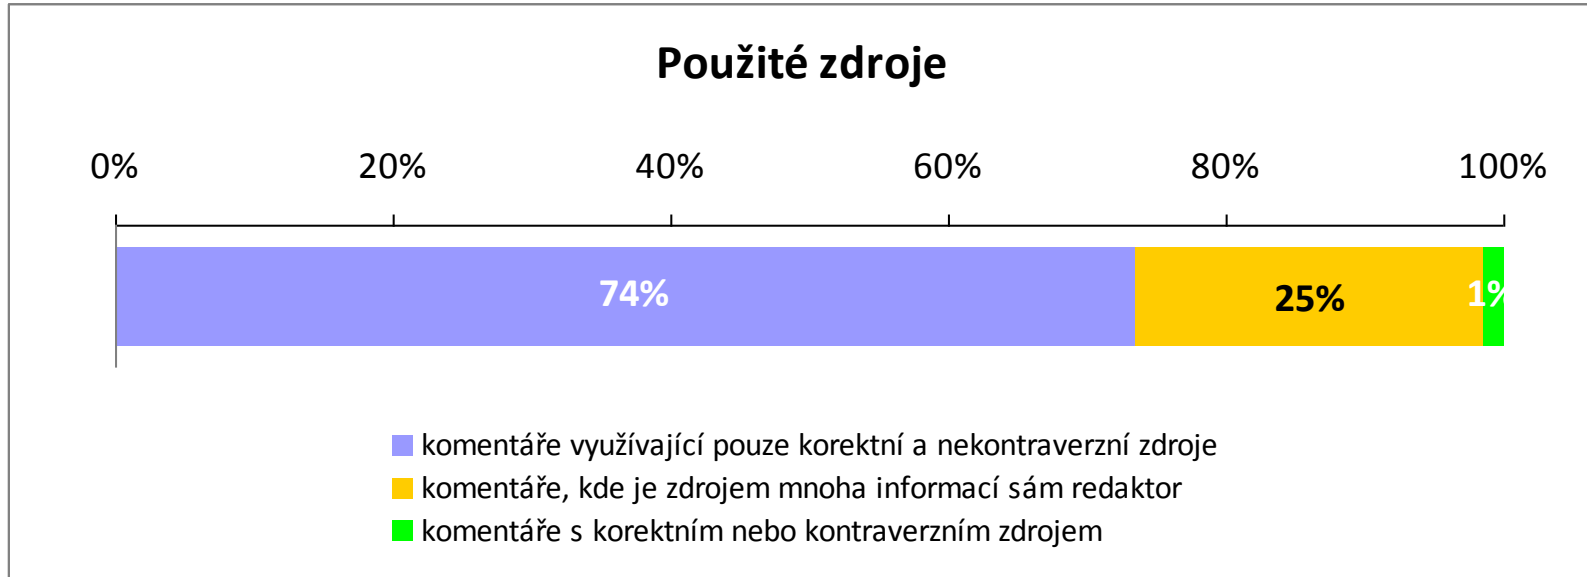 Použité zdroje
0% 20% 40% 60% 80% 100%
74% 25% 1%
komentáře využívající pouze korektní a nekontraverzní zdroje
komentáře, kde je zdrojem mnoha informací sám redaktor
komentáře s korektním nebo kontraverzním zdrojem